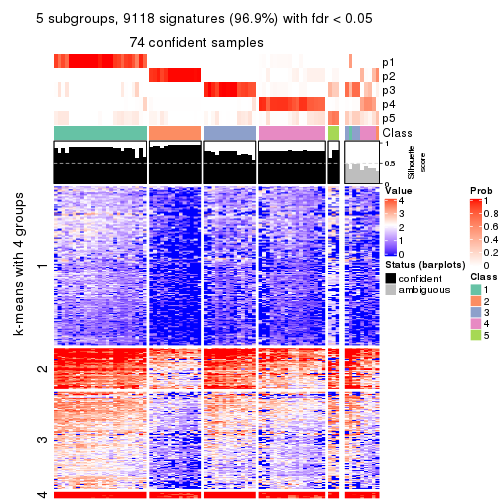 5 subgroups, 9118 signatures (96.9%) with fdr < 0.05
74 confident samples
p1
p2
p3
p4
p5
Class
1
0.5
0
Silhouette
score
k-means with 4 groups
1
2
3
4
Value
4
3
2
1
0
Status (barplots)
confident
ambiguous
Prob
1
0.8
0.6
0.4
0.2
0
Class
1
2
3
4
5